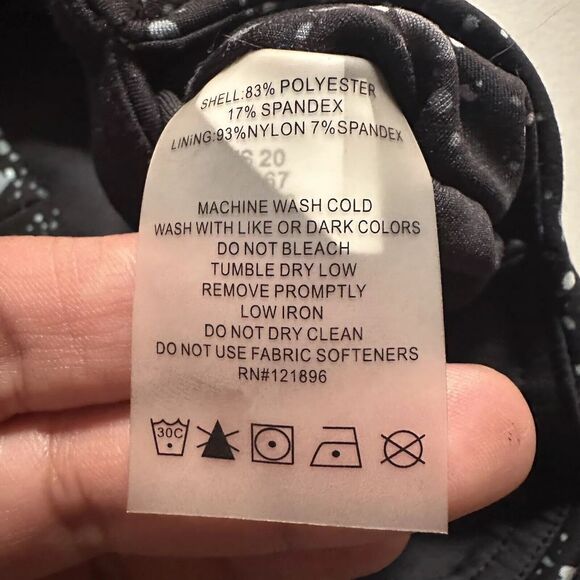 SHELL:83% POLYESTER
17% SPANDEX
LINING:93%NYLON 7%SPANDEX
20
67
MACHINE WASH COLD
WASH WITH LIKE OR DARK COLORS
DO NOT BLEACH
TUMBLE DRY LOW
REMOVE PROMPTLY
LOW IRON
DO NOT DRY CLEAN
DO NOT USE FABRIC SOFTENERS
RN#121896
30C